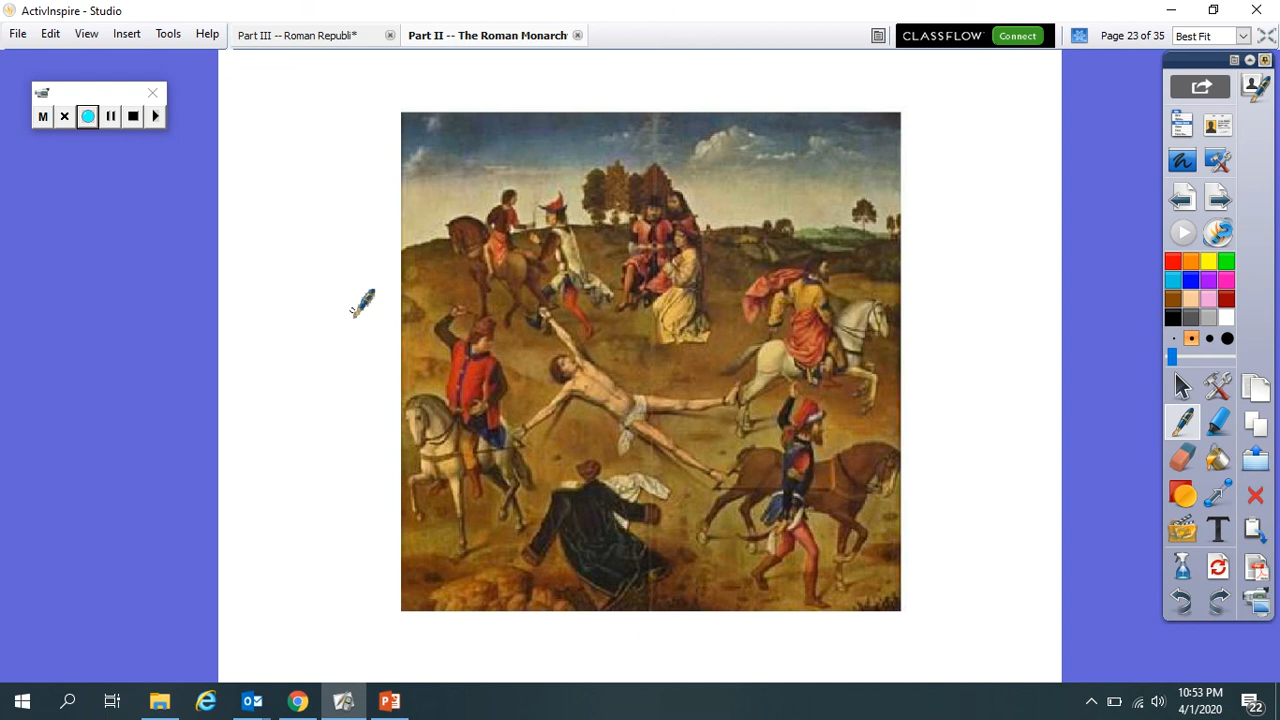 ActivInspire - Studio
File Edit View Insert Tools Help
Part III -- Roman Republi* Part II -- The Roman Monarch
CLASSFLOW Connect
Page 23 of 35 Best Fit
M
T
10:53 PM
4/1/2020
22